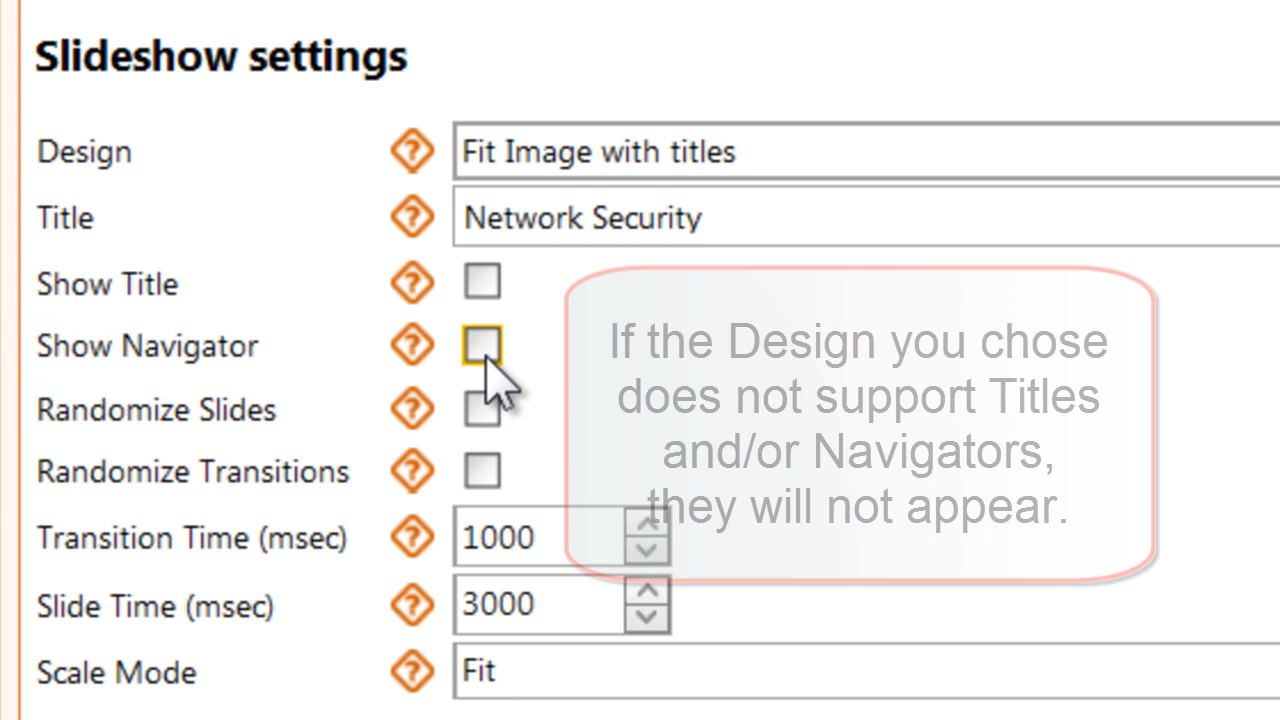 Slideshow settings
Design ? Fit Image with titles
Title ? Network Security
Show Title ?
Show Navigator ?
Randomize Slides ?
Randomize Transitions ?
Transition Time (msec) ? 1000
Slide Time (msec) ? 3000
Scale Mode ? Fit
If the Design you chose
does not support Titles
and/or Navigators,
they will not appear.